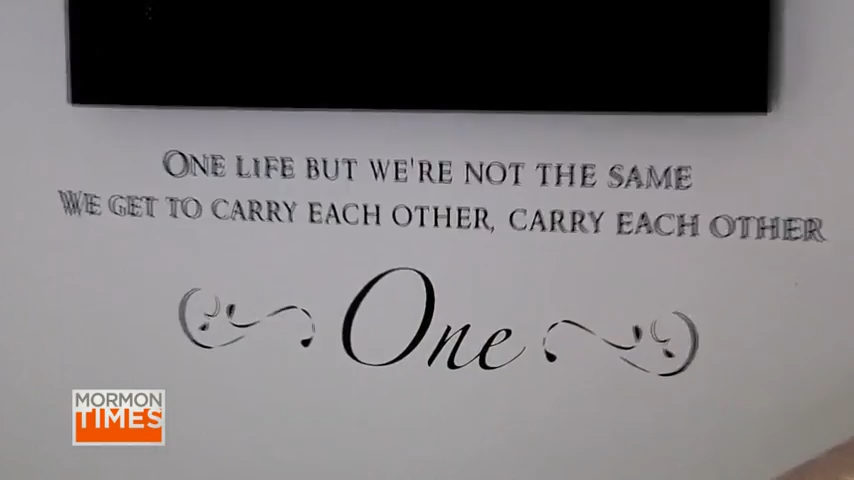 ONE LIFE BUT WE'RE NOT THE SAME
WE GET TO CARRY EACH OTHER, CARRY EACH OTHER
One
MORMON
TIMES